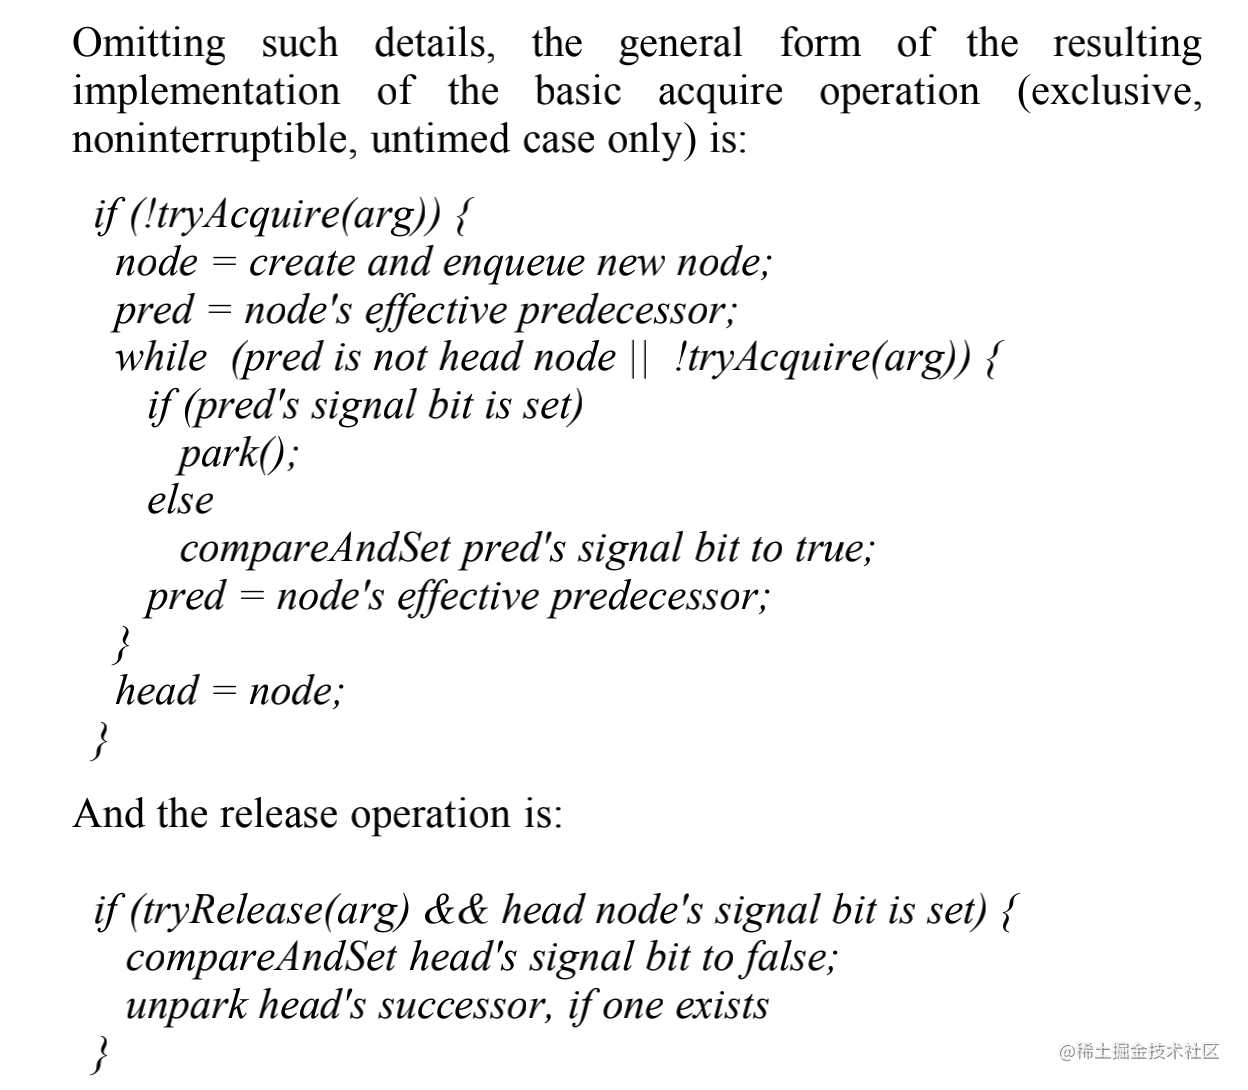 Omitting such details, the general form of the resulting
implementation of the basic acquire operation (exclusive,
noninterruptible, untimed case only) is:
if (!tryAcquire(arg)) {
node = create and enqueue new node;
pred = node's effective predecessor;
while (pred is not head node || !tryAcquire(arg)) {
if (pred's signal bit is set)
park();
else
compareAndSet pred's signal bit to true;
pred = node's effective predecessor;
}
head = node;
}
And the release operation is:
if (tryRelease(arg) && head node's signal bit is set) {
compareAndSet head's signal bit to false;
unpark head's successor, if one exists
}
@稀土掘金技术社区